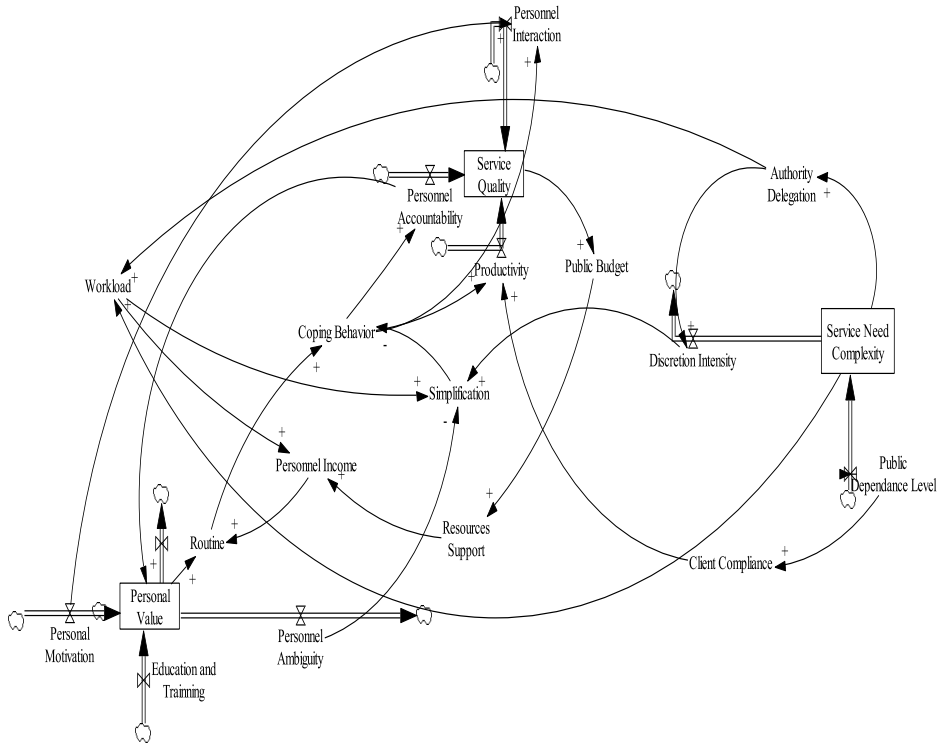 Personnel
Interaction
+
+
Service
Quality
Authority
Delegation
+
Personnel
Accountability
+
+
Public Budget
Productivity
+
+
Workload
+
+
Coping Behavior
-
+
+
Discretion Intensity
Service Need
Complexity
+
Simplification
+
-
+
Personnel Income
+
Public
Dependance Level
+
Resources
Support
+
Routine
+
+
+
Client Compliance
Personal
Value
Personal
Motivation
Personnel
Ambiguity
Education and
Trainning